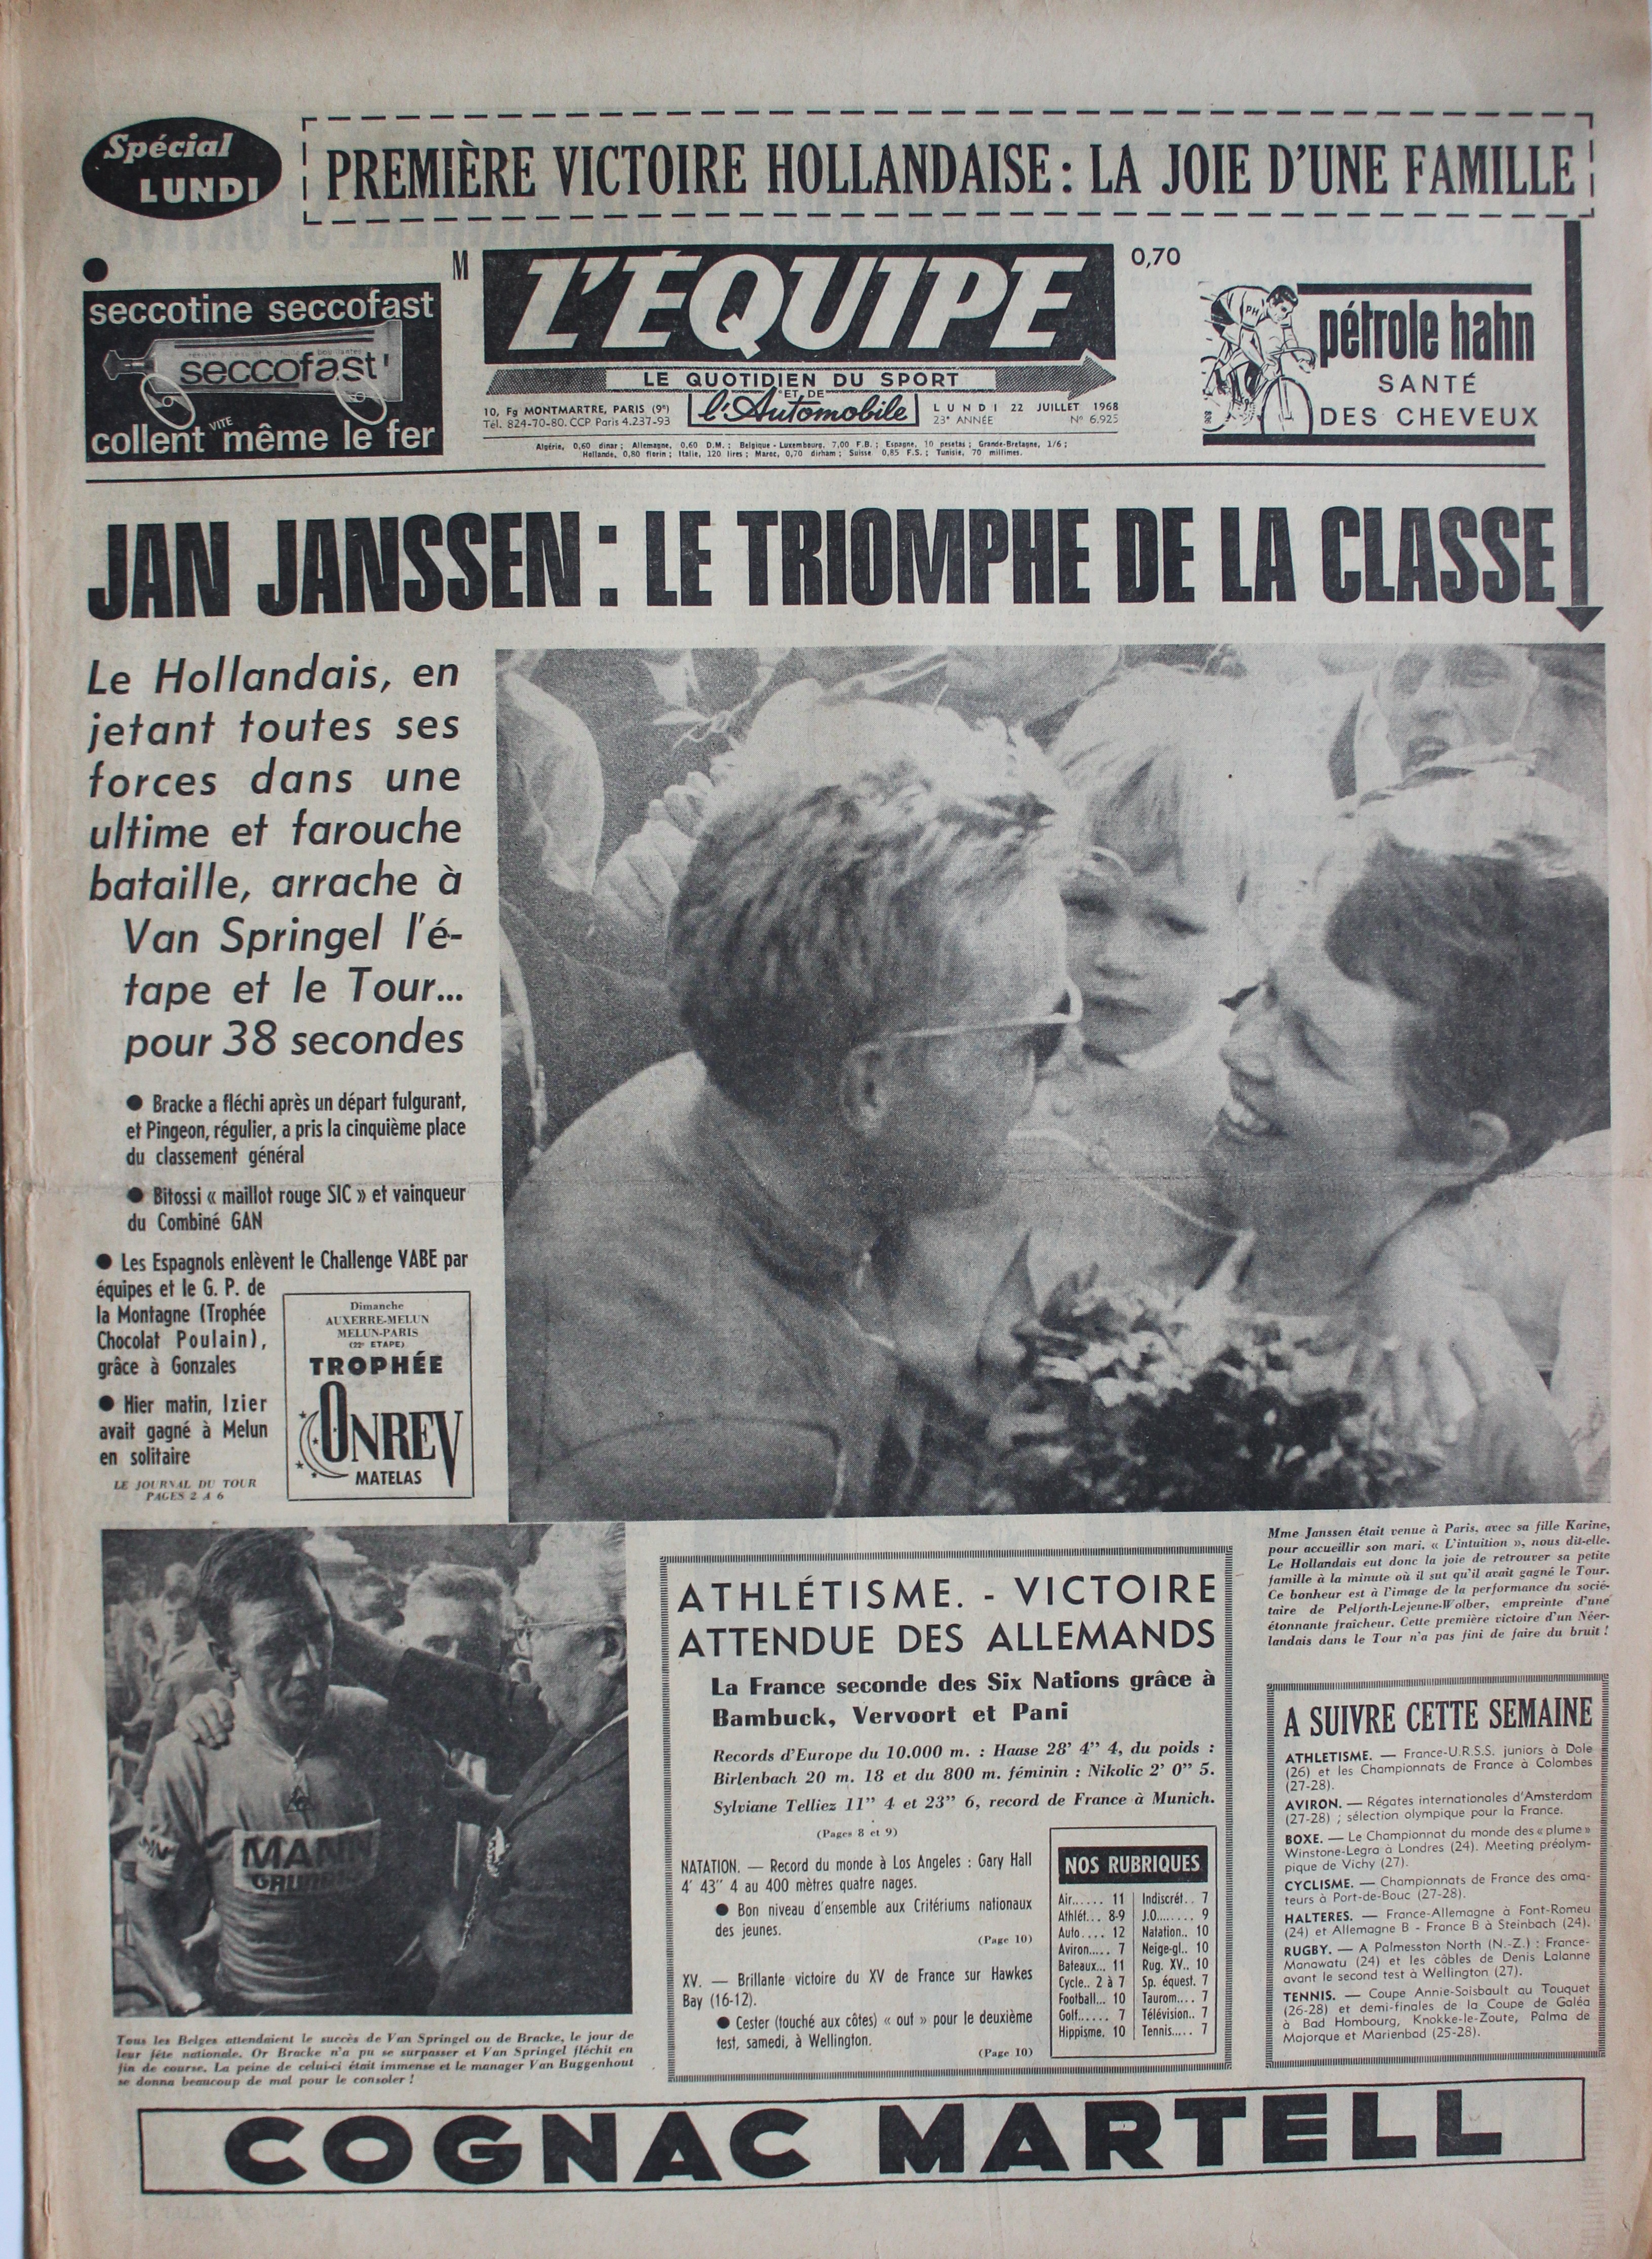 Spécial
LUNDI
PREMIÈRE VICTOIRE HOLLANDAISE : LA JOIE D'UNE FAMILLE
seccotine seccofast
seccofast
collent VITE même le fer
M
L'ÉQUIPE
0,70
LE QUOTIDIEN DU SPORT
ET DE
l'Automobile
10, Fg MONTMARTRE, PARIS (9e)
Tél. 824-70-80. CCP Paris 4.237-93
LUNDI 22 JUILLET 1968
23e ANNÉE N° 6.925
Algérie, 0,60 dinar ; Allemagne, 0,60 D.M. ; Belgique - Luxembourg, 7,00 F.B. ; Espagne, 10 pesetas ; Grande-Bretagne, 1/6 ;
Hollande, 0,80 florin ; Italie, 120 lires ; Maroc, 0,70 dirham ; Suisse 0,85 F.S. ; Tunisie, 70 millimes.
PH
pétrole hahn
SANTÉ
DES CHEVEUX
JAN JANSSEN : LE TRIOMPHE DE LA CLASSE
Le Hollandais, en
jetant toutes ses
forces dans une
ultime et farouche
bataille, arrache à
Van Springel l'é-
tape et le Tour...
pour 38 secondes
● Bracke a fléchi après un départ fulgurant,
et Pingeon, régulier, a pris la cinquième place
du classement général
● Bitossi « maillot rouge SIC » et vainqueur
du Combiné GAN
● Les Espagnols enlèvent le Challenge VABE par
équipes et le G. P. de
la Montagne (Trophée
Chocolat Poulain),
grâce à Gonzales
● Hier matin, Izier
avait gagné à Melun
en solitaire
LE JOURNAL DU TOUR
PAGES 2 A 6
Dimanche
AUXERRE-MELUN
MELUN-PARIS
(22e ETAPE)
TROPHÉE
ONREV
MATELAS
Mme Janssen était venue à Paris, avec sa fille Karine,
pour accueillir son mari. « L'intuition », nous dit-elle.
Le Hollandais eut donc la joie de retrouver sa petite
famille à la minute où il sut qu'il avait gagné le Tour.
Ce bonheur est à l'image de la performance du socié-
taire de Pelforth-Lejeune-Wolber, empreinte d'une
étonnante fraîcheur. Cette première victoire d'un Néer-
landais dans le Tour n'a pas fini de faire du bruit !
MANN
GRUNDIG
Tous les Belges attendaient le succès de Van Springel ou de Bracke, le jour de
leur fête nationale. Or Bracke n'a pu se surpasser et Van Springel fléchit en
fin de course. La peine de celui-ci était immense et le manager Van Buggenhout
se donna beaucoup de mal pour le consoler !
ATHLÉTISME. - VICTOIRE
ATTENDUE DES ALLEMANDS
La France seconde des Six Nations grâce à
Bambuck, Vervoort et Pani
Records d'Europe du 10.000 m. : Haase 28' 4" 4, du poids :
Birlenbach 20 m. 18 et du 800 m. féminin : Nikolic 2' 0" 5.
Sylviane Telliez 11" 4 et 23" 6, record de France à Munich.
(Pages 8 et 9)
NATATION. — Record du monde à Los Angeles : Gary Hall
4' 43" 4 au 400 mètres quatre nages.
● Bon niveau d'ensemble aux Critériums nationaux
des jeunes.
(Page 10)
XV. — Brillante victoire du XV de France sur Hawkes
Bay (16-12).
● Cester (touché aux côtes) « out » pour le deuxième
test, samedi, à Wellington.
(Page 10)
NOS RUBRIQUES
Air...... 11 Indiscrét.. 7
Athlét... 8-9 J.O........ 9
Auto.... 12 Natation.. 10
Aviron..... 7 Neige-gl.. 10
Bateaux... 11 Rug. XV.. 10
Cycle.. 2 à 7 Sp. équest. 7
Football... 10 Taurom.... 7
Golf...... 7 Télévision.. 7
Hippisme. 10 Tennis..... 7
A SUIVRE CETTE SEMAINE
ATHLETISME. — France-U.R.S.S. juniors à Dole
(26) et les Championnats de France à Colombes
(27-28).
AVIRON. — Régates internationales d'Amsterdam
(27-28) ; sélection olympique pour la France.
BOXE. — Le Championnat du monde des « plume »
Winstone-Legra à Londres (24). Meeting préolym-
pique de Vichy (27).
CYCLISME. — Championnats de France des ama-
teurs à Port-de-Bouc (27-28).
HALTERES. — France-Allemagne à Font-Romeu
(24) et Allemagne B - France B à Steinbach (24).
RUGBY. — A Palmesston North (N.-Z.) : France-
Manawatu (24) et les câbles de Denis Lalanne
avant le second test à Wellington (27).
TENNIS. — Coupe Annie-Soisbault au Touquet
(26-28) et demi-finales de la Coupe de Galéa
à Bad Hombourg, Knokke-le-Zoute, Palma de
Majorque et Marienbad (25-28).
COGNAC MARTELL